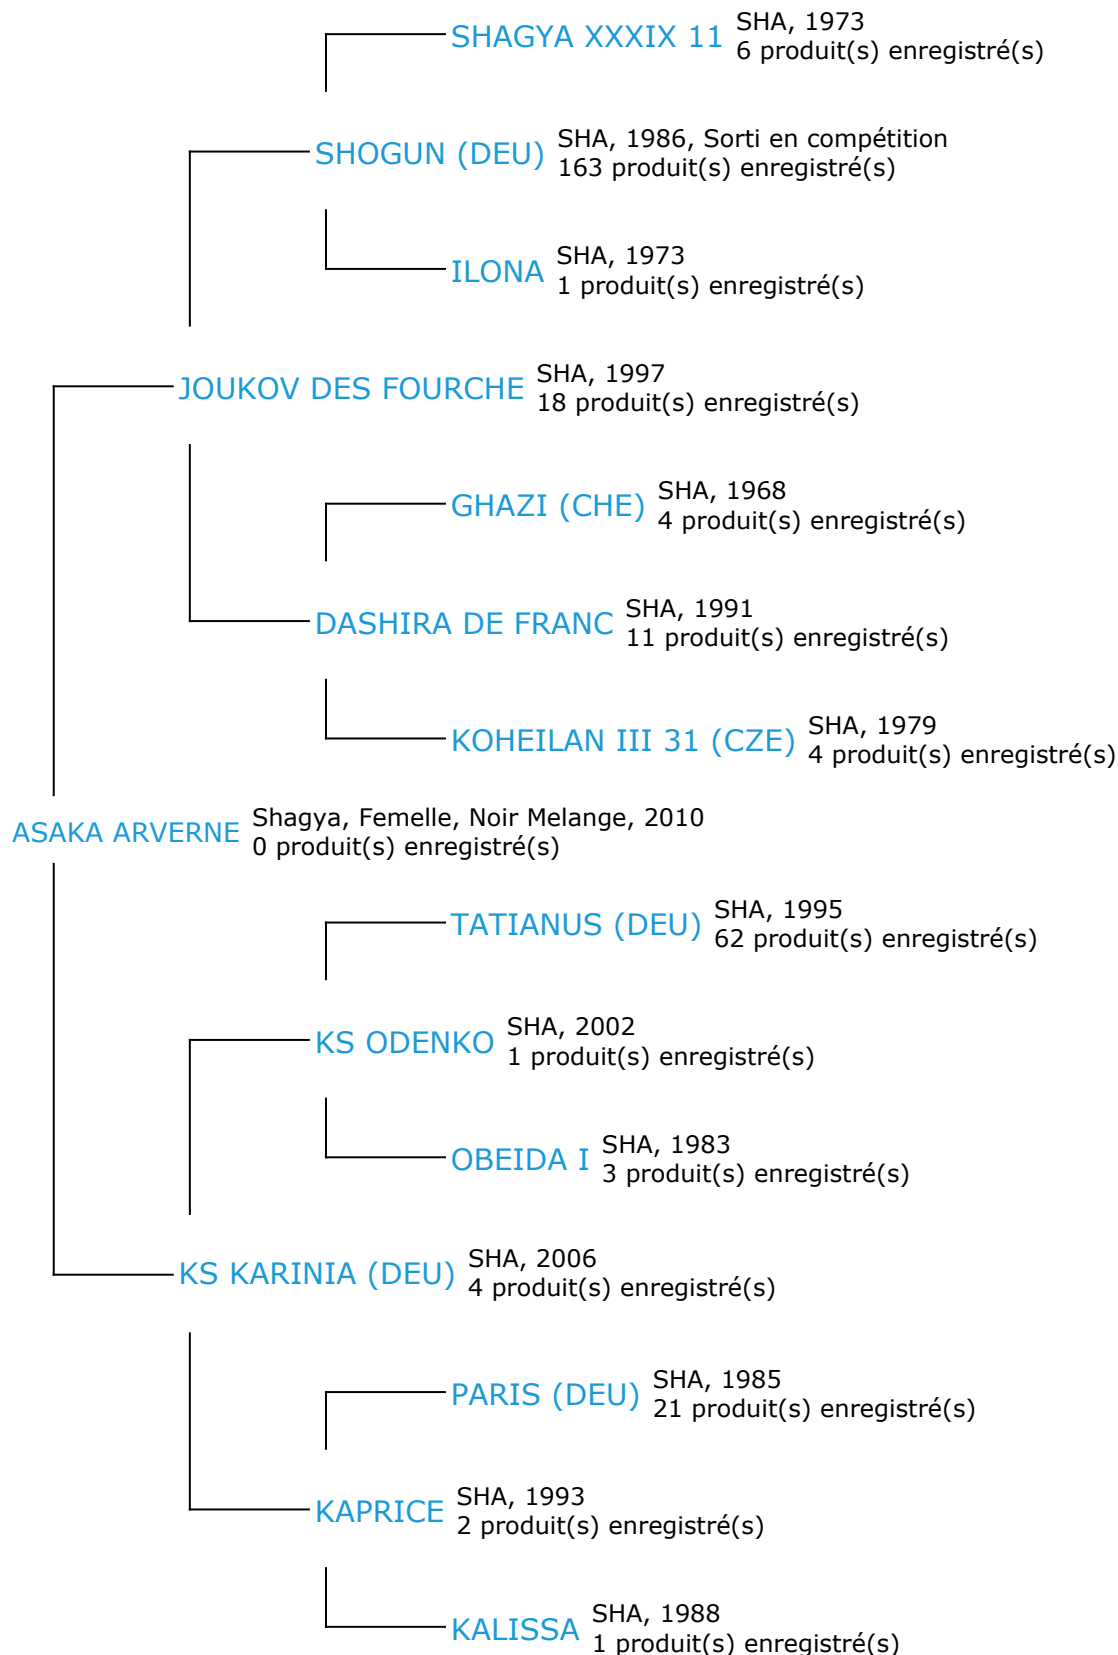 SHAGYA XXXIX 11
SHA, 1973
6 produit(s) enregistré(s)
SHOGUN (DEU)
SHA, 1986, Sorti en compétition
163 produit(s) enregistré(s)
ILONA
SHA, 1973
1 produit(s) enregistré(s)
JOUKOV DES FOURCHE
SHA, 1997
18 produit(s) enregistré(s)
GHAZI (CHE)
SHA, 1968
4 produit(s) enregistré(s)
DASHIRA DE FRANC
SHA, 1991
11 produit(s) enregistré(s)
KOHEILAN III 31 (CZE)
SHA, 1979
4 produit(s) enregistré(s)
ASAKA ARVERNE
Shagya, Femelle, Noir Melange, 2010
0 produit(s) enregistré(s)
TATIANUS (DEU)
SHA, 1995
62 produit(s) enregistré(s)
KS ODENKO
SHA, 2002
1 produit(s) enregistré(s)
OBEIDA I
SHA, 1983
3 produit(s) enregistré(s)
KS KARINIA (DEU)
SHA, 2006
4 produit(s) enregistré(s)
PARIS (DEU)
SHA, 1985
21 produit(s) enregistré(s)
KAPRICE
SHA, 1993
2 produit(s) enregistré(s)
KALISSA
SHA, 1988
1 produit(s) enregistré(s)